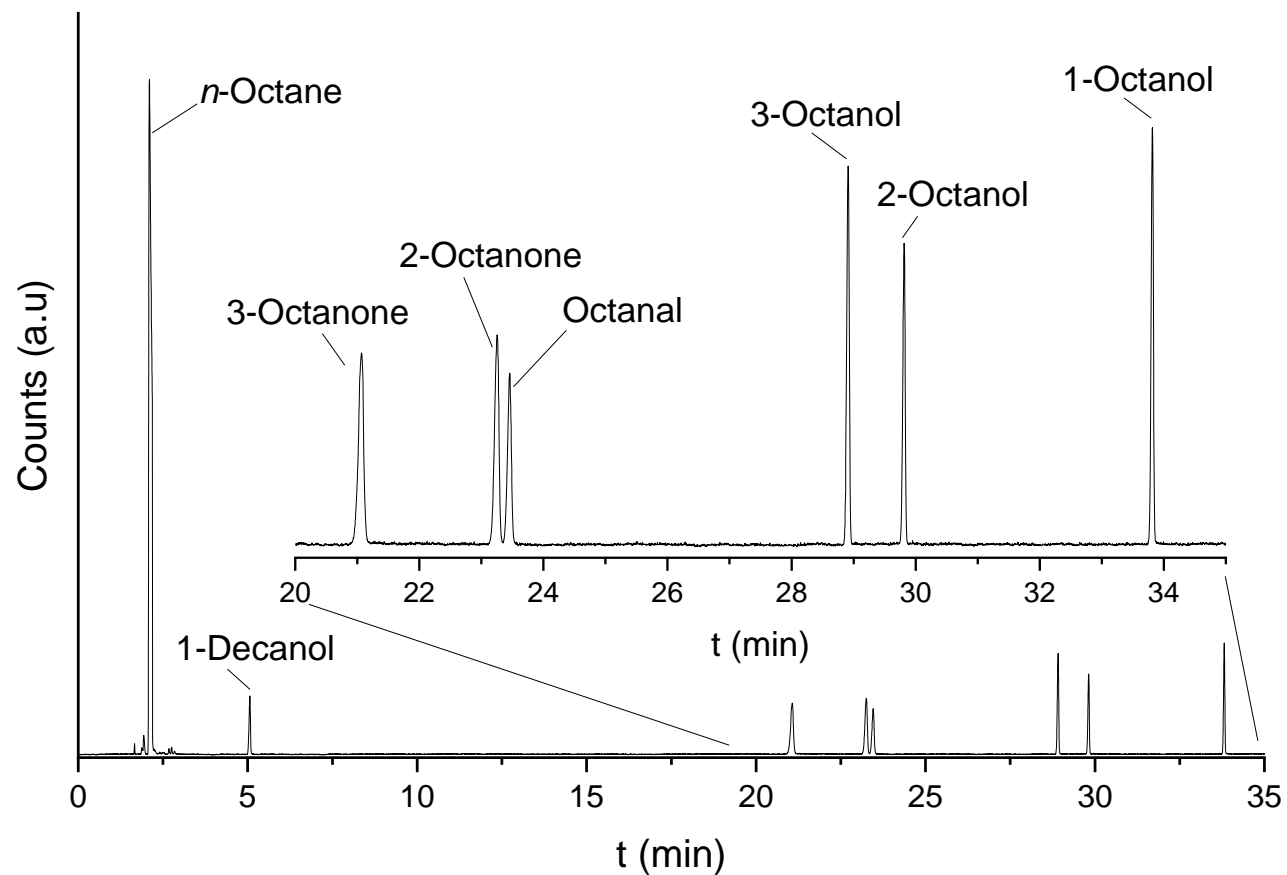 n-Octane
1-Octanol
3-Octanol
2-Octanol
2-Octanone
3-Octanone
Octanal
Counts (a.u)
20 22 24 26 28 30 32 34
t (min)
1-Decanol
0 5 10 15 20 25 30 35
t (min)